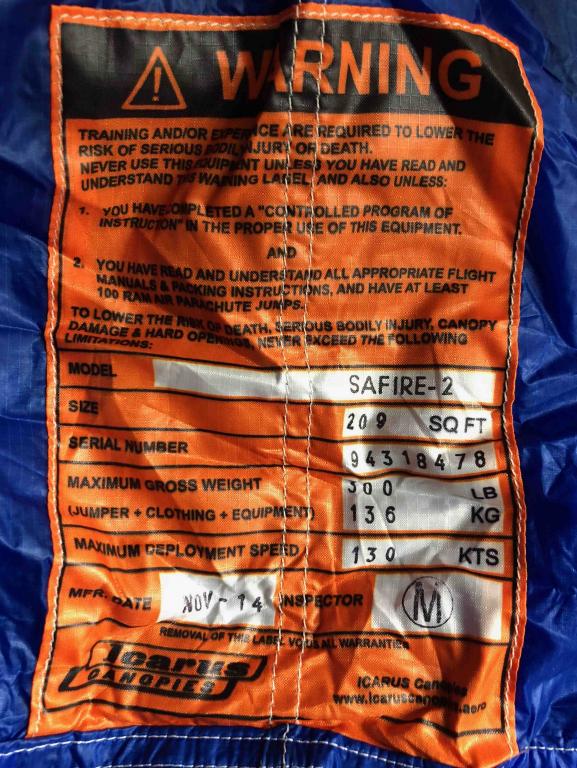 WARNING
TRAINING AND/OR EXPERIENCE ARE REQUIRED TO LOWER THE
RISK OF SERIOUS BODILY INJURY OR DEATH.
NEVER USE THIS EQUIPMENT UNLESS YOU HAVE READ AND
UNDERSTAND THIS WARNING LABEL, AND ALSO UNLESS:
1. YOU HAVE COMPLETED A "CONTROLLED PROGRAM OF
INSTRUCTION" IN THE PROPER USE OF THIS EQUIPMENT.
AND
2. YOU HAVE READ AND UNDERSTAND ALL APPROPRIATE FLIGHT
MANUALS & PACKING INSTRUCTIONS, AND HAVE AT LEAST
100 RAM AIR PARACHUTE JUMPS.
TO LOWER THE RISK OF DEATH, SERIOUS BODILY INJURY, CANOPY
DAMAGE & HARD OPENINGS, NEVER EXCEED THE FOLLOWING
LIMITATIONS:
MODEL SAFIRE-2
SIZE 209 SQ FT
SERIAL NUMBER 94318478
MAXIMUM GROSS WEIGHT 300 LB
(JUMPER + CLOTHING + EQUIPMENT) 136 KG
MAXIMUM DEPLOYMENT SPEED 130 KTS
MFR. DATE NOV-14 INSPECTOR M
REMOVAL OF THIS LABEL VOIDS ALL WARRANTIES
Icarus
CANOPIES
ICARUS Canopies
www.icaruscanopies.aero